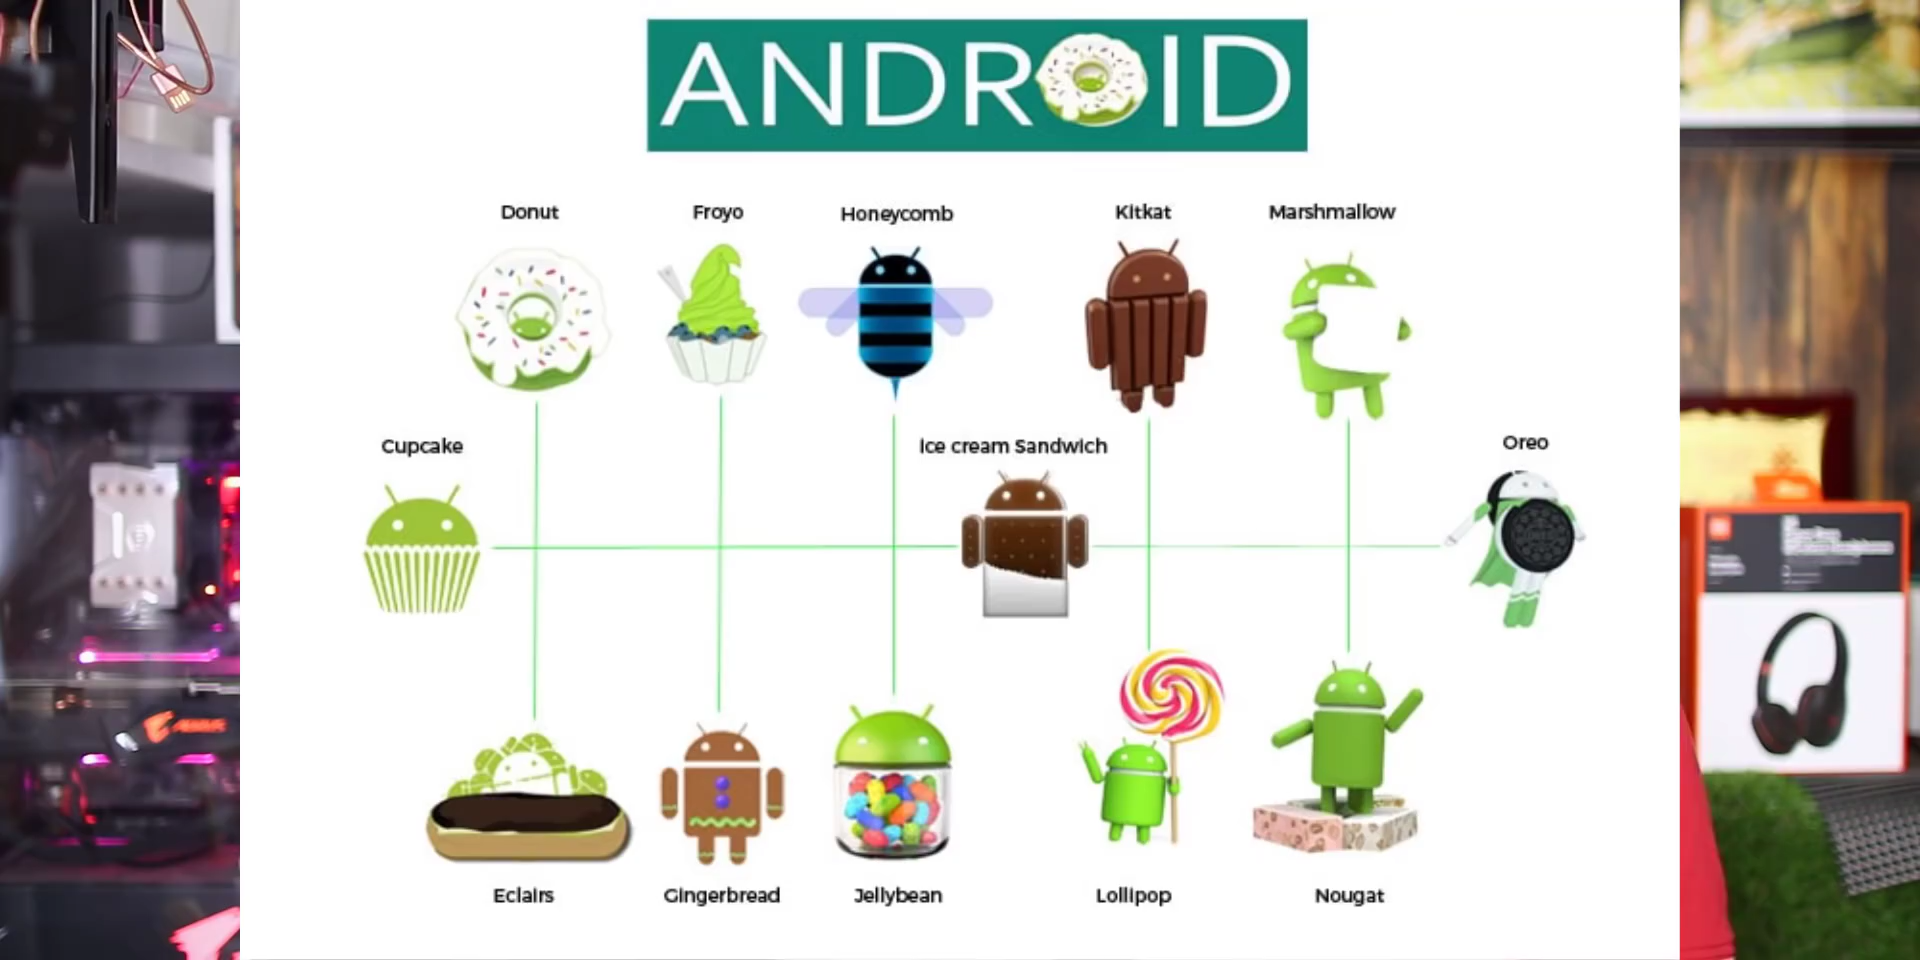 ANDROID
Donut
Froyo
Honeycomb
Kitkat
Marshmallow
Cupcake
ice cream Sandwich
Oreo
Eclairs
Gingerbread
Jellybean
Lollipop
Nougat